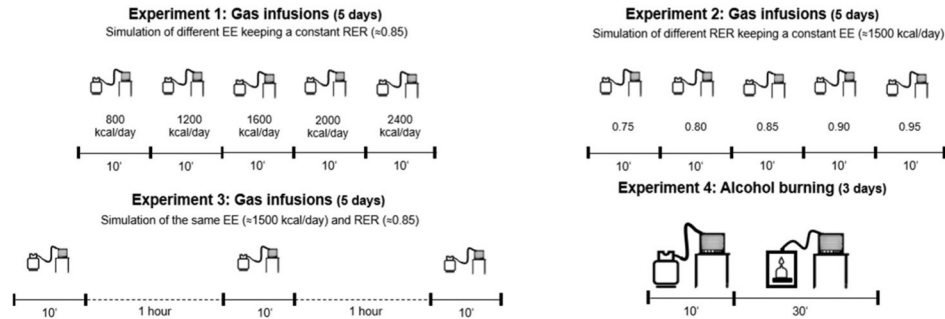 Experiment 1: Gas infusions (5 days)
Simulation of different EE keeping a constant RER (≈0.85)
800 kcal/day
1200 kcal/day
1600 kcal/day
2000 kcal/day
2400 kcal/day
10' 10' 10' 10' 10'
Experiment 2: Gas infusions (5 days)
Simulation of different RER keeping a constant EE (≈1500 kcal/day)
0.75 0.80 0.85 0.90 0.95
10' 10' 10' 10' 10'
Experiment 3: Gas infusions (5 days)
Simulation of the same EE (≈1500 kcal/day) and RER (≈0.85)
10' 1 hour 10' 1 hour 10'
Experiment 4: Alcohol burning (3 days)
10' 30'